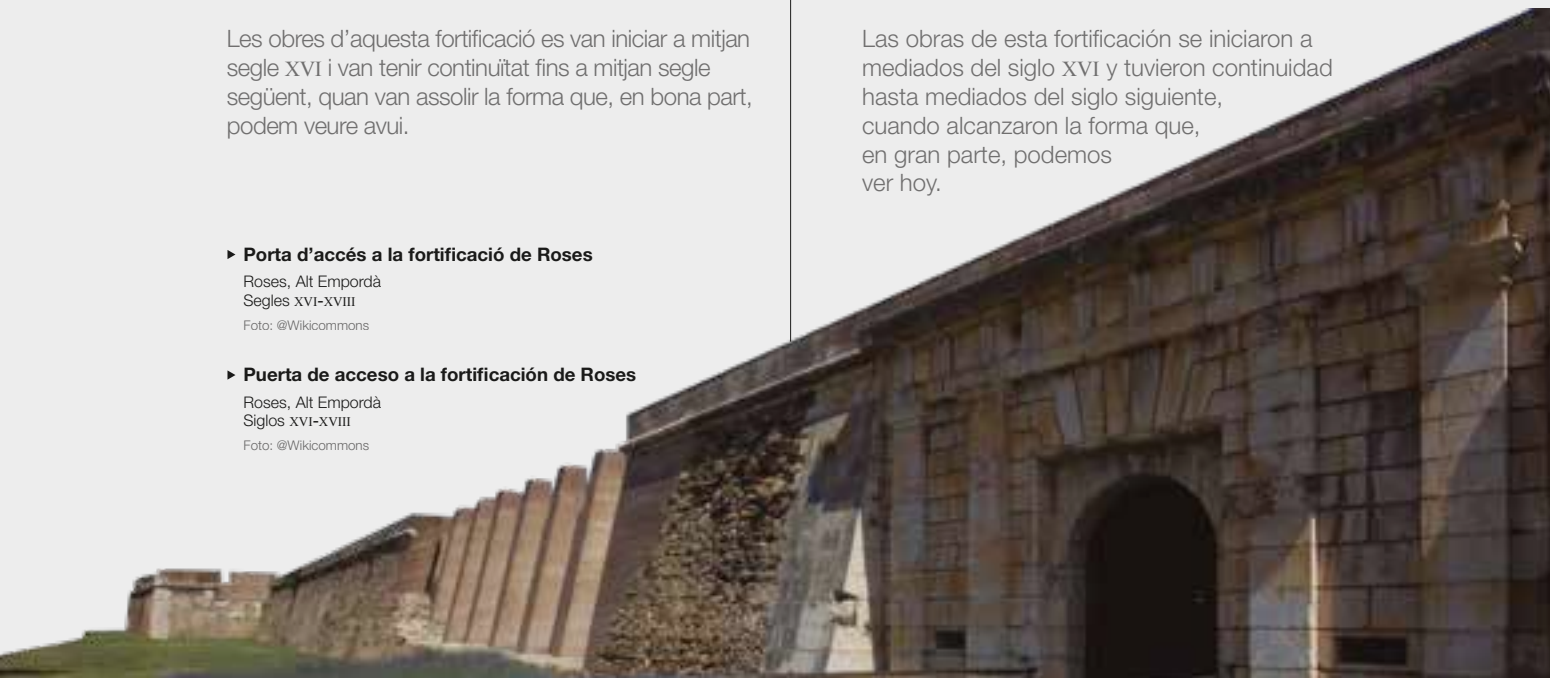 Les obres d’aquesta fortificació es van iniciar a mitjan
segle XVI i van tenir continuïtat fins a mitjan segle
següent, quan van assolir la forma que, en bona part,
podem veure avui.
Las obras de esta fortificación se iniciaron a
mediados del siglo XVI y tuvieron continuidad
hasta mediados del siglo siguiente,
cuando alcanzaron la forma que,
en gran parte, podemos
ver hoy.
▸ Porta d’accés a la fortificació de Roses
Roses, Alt Empordà
Segles XVI-XVIII
Foto: @Wikicommons
▸ Puerta de acceso a la fortificación de Roses
Roses, Alt Empordà
Siglos XVI-XVIII
Foto: @Wikicommons